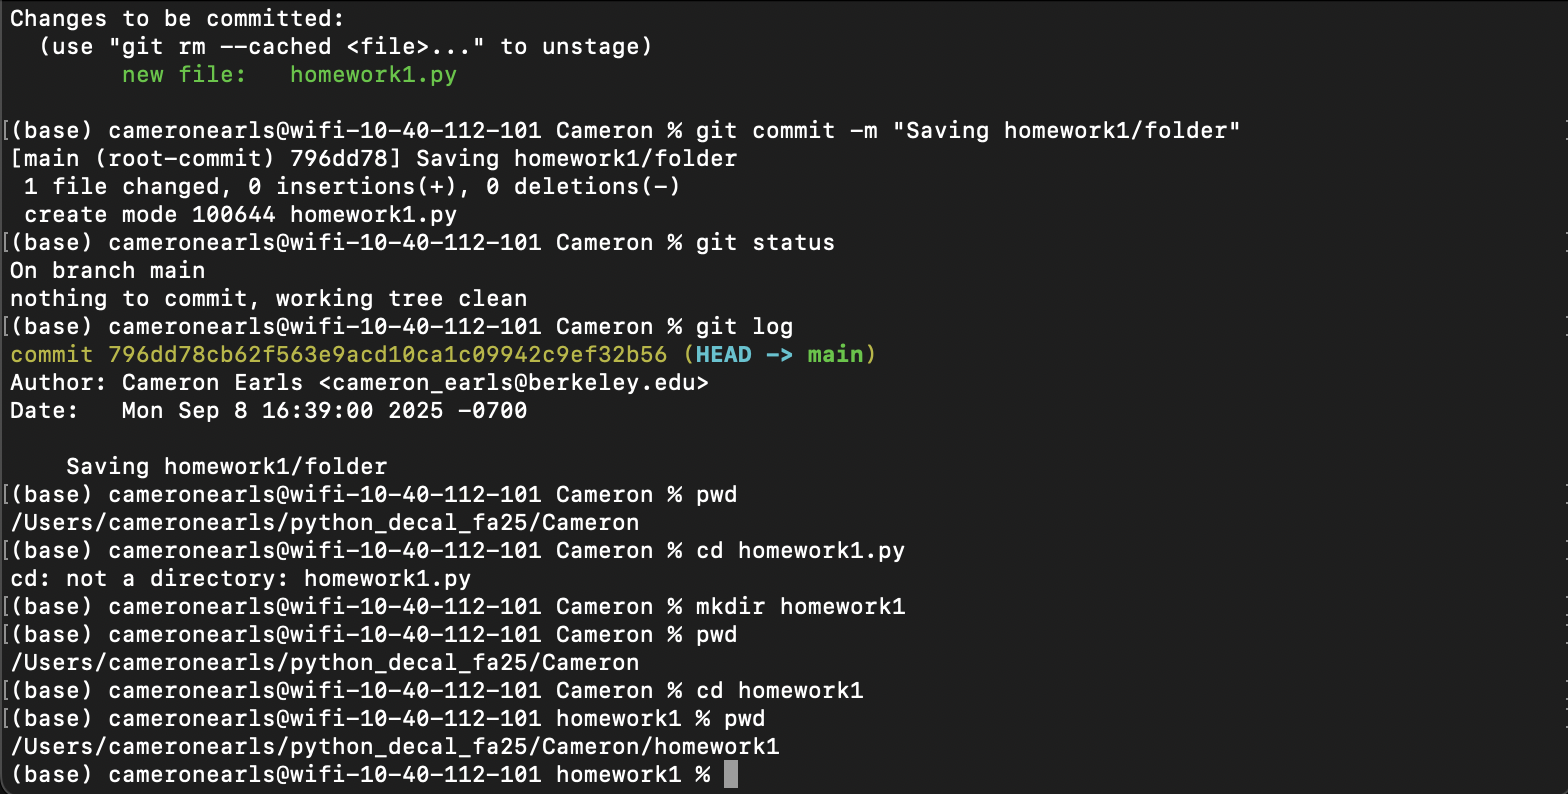 Changes to be committed:
  (use "git rm --cached <file>..." to unstage)
        new file:   homework1.py

[(base) cameronearls@wifi-10-40-112-101 Cameron % git commit -m "Saving homework1/folder"
[main (root-commit) 796dd78] Saving homework1/folder
 1 file changed, 0 insertions(+), 0 deletions(-)
 create mode 100644 homework1.py
[(base) cameronearls@wifi-10-40-112-101 Cameron % git status
On branch main
nothing to commit, working tree clean
[(base) cameronearls@wifi-10-40-112-101 Cameron % git log
commit 796dd78cb62f563e9acd10ca1c09942c9ef32b56 (HEAD -> main)
Author: Cameron Earls <cameron_earls@berkeley.edu>
Date:   Mon Sep 8 16:39:00 2025 -0700

    Saving homework1/folder
[(base) cameronearls@wifi-10-40-112-101 Cameron % pwd
/Users/cameronearls/python_decal_fa25/Cameron
[(base) cameronearls@wifi-10-40-112-101 Cameron % cd homework1.py
cd: not a directory: homework1.py
[(base) cameronearls@wifi-10-40-112-101 Cameron % mkdir homework1
[(base) cameronearls@wifi-10-40-112-101 Cameron % pwd
/Users/cameronearls/python_decal_fa25/Cameron
[(base) cameronearls@wifi-10-40-112-101 Cameron % cd homework1
[(base) cameronearls@wifi-10-40-112-101 homework1 % pwd
/Users/cameronearls/python_decal_fa25/Cameron/homework1
(base) cameronearls@wifi-10-40-112-101 homework1 %